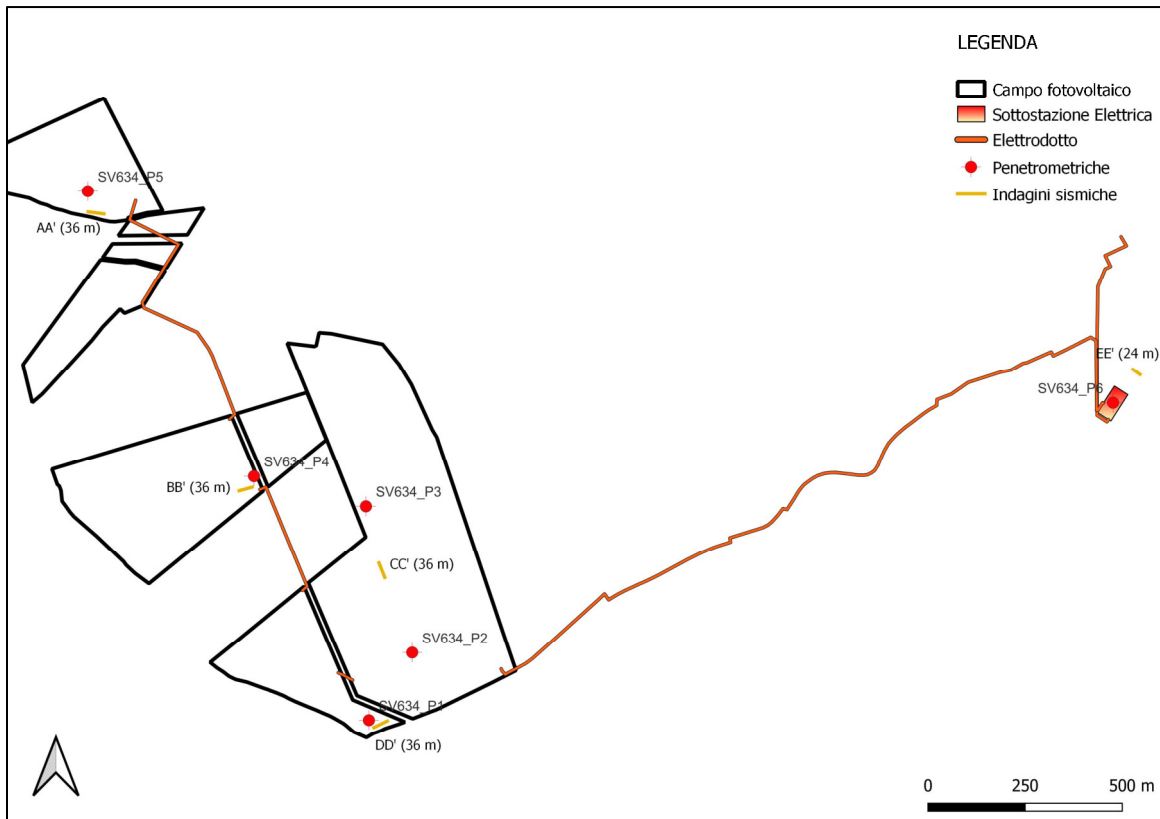 LEGENDA
Campo fotovoltaico
Sottostazione Elettrica
Elettrodotto
Penetrometriche
Indagini sismiche
SV634_P5
AA' (36 m)
EE' (24 m)
SV634_P6
SV634_P4
BB' (36 m)
SV634_P3
CC' (36 m)
SV634_P2
SV634_P1
DD' (36 m)
0 250 500 m